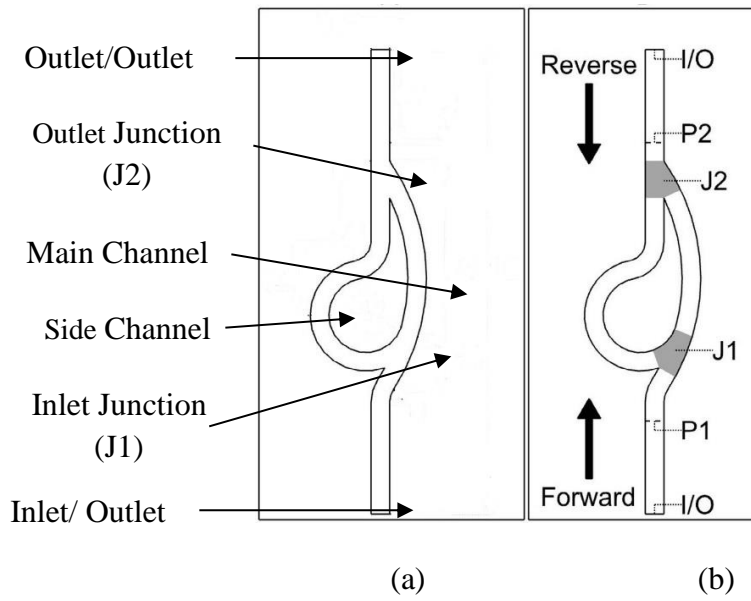 Outlet/Outlet
Outlet Junction
(J2)
Main Channel
Side Channel
Inlet Junction
(J1)
Inlet/ Outlet
(a)
I/O
Reverse
P2
J2
J1
P1
Forward
I/O
(b)